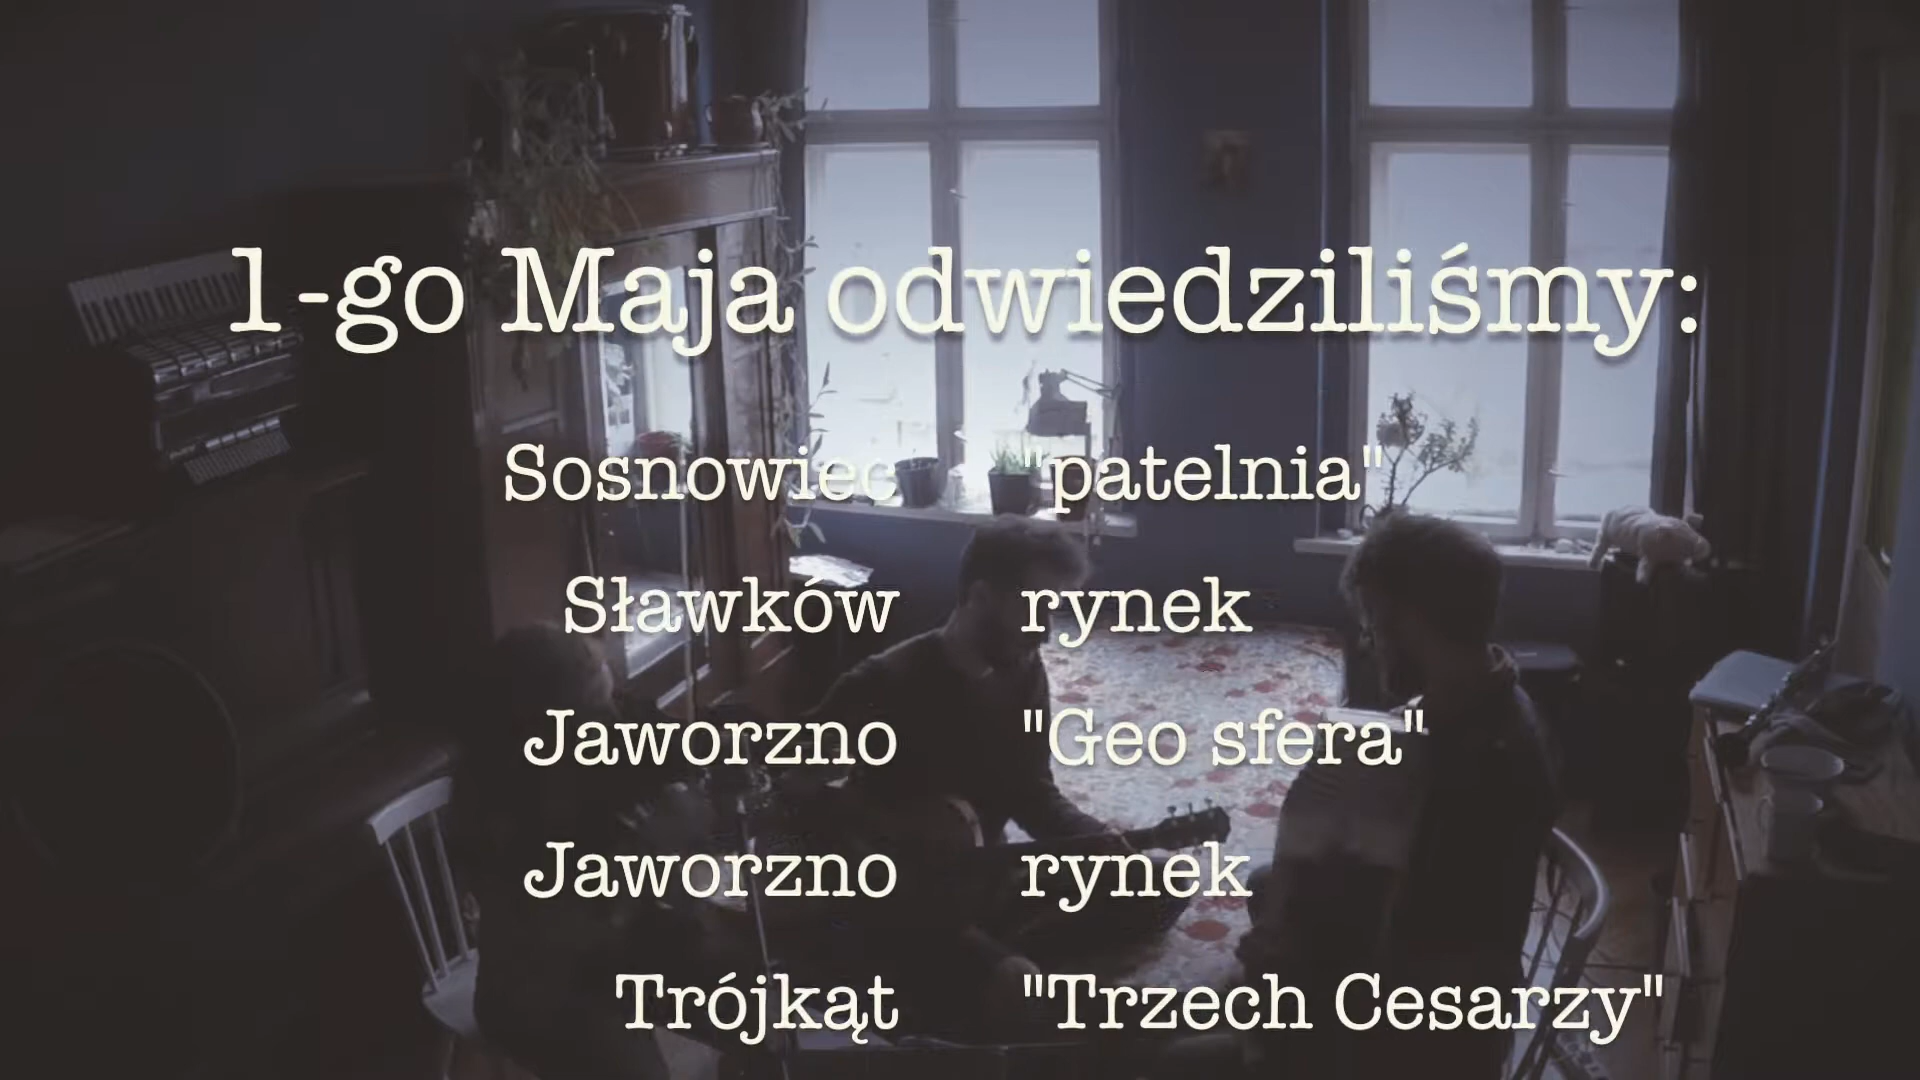 1-go Maja odwiedziliśmy:
Sosnowiec "patelnia"
Sławków rynek
Jaworzno "Geo sfera"
Jaworzno rynek
Trójkąt "Trzech Cesarzy"